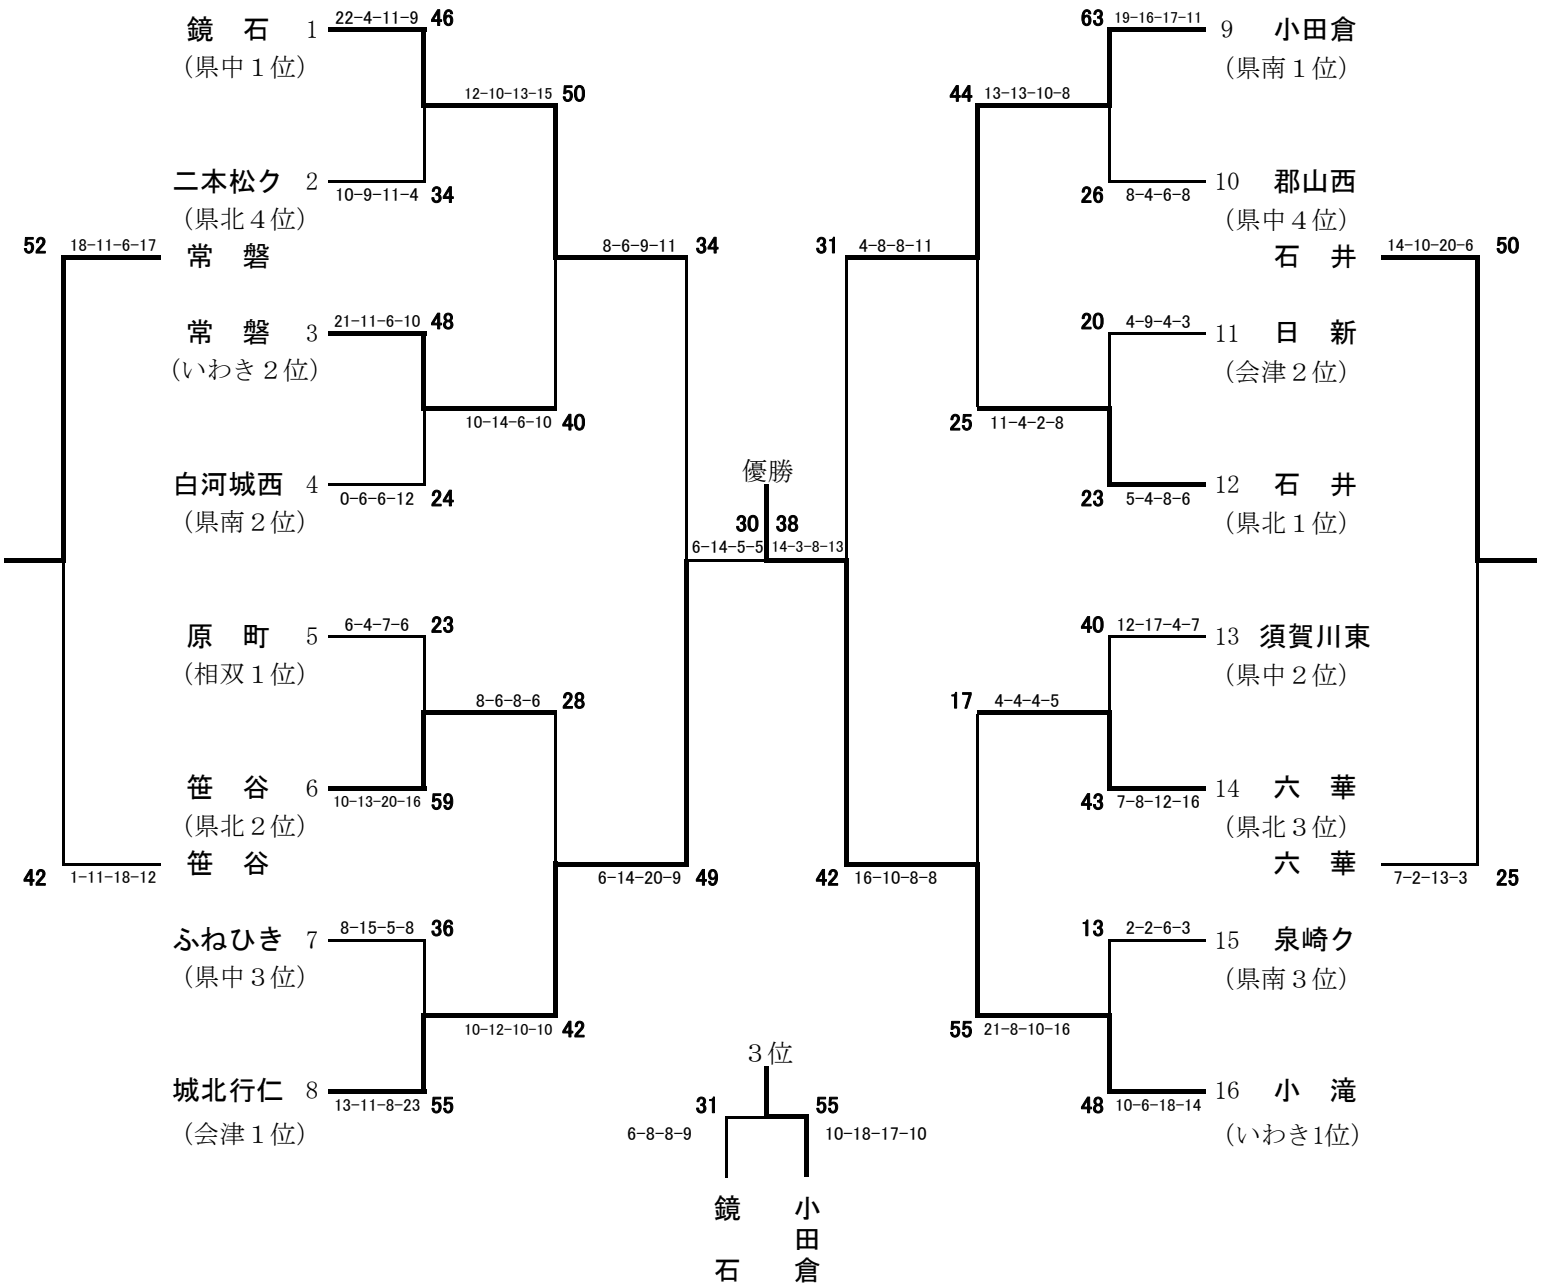 鏡 石 1 22-4-11-9 46
（県中１位）
12-10-13-15 50
二本松ク 2 10-9-11-4 34
（県北４位）
52 18-11-6-17 常 磐
8-6-9-11 34
常 磐 3 21-11-6-10 48
（いわき２位）
10-14-6-10 40
白河城西 4 0-6-6-12 24
（県南２位）
原 町 5 6-4-7-6 23
（相双１位）
8-6-8-6 28
笹 谷 6 10-13-20-16 59
（県北２位）
42 1-11-18-12 笹 谷
6-14-20-9 49
ふねひき 7 8-15-5-8 36
（県中３位）
10-12-10-10 42
城北行仁 8 13-11-8-23 55
（会津１位）
優勝
30 38
6-14-5-5 14-3-8-13
63 19-16-17-11 9 小田倉
（県南１位）
44 13-13-10-8
26 8-4-6-8 10 郡山西
（県中４位）
石 井 14-10-20-6 50
31 4-8-8-11
20 4-9-4-3 11 日 新
（会津２位）
25 11-4-2-8
23 5-4-8-6 12 石 井
（県北１位）
40 12-17-4-7 13 須賀川東
（県中２位）
17 4-4-4-5
43 7-8-12-16 14 六 華
（県北３位）
六 華 7-2-13-3 25
42 16-10-8-8
13 2-2-6-3 15 泉崎ク
（県南３位）
55 21-8-10-16
48 10-6-18-14 16 小 滝
（いわき1位）
３位
31 55
6-8-8-9 10-18-17-10
鏡 石
小田倉